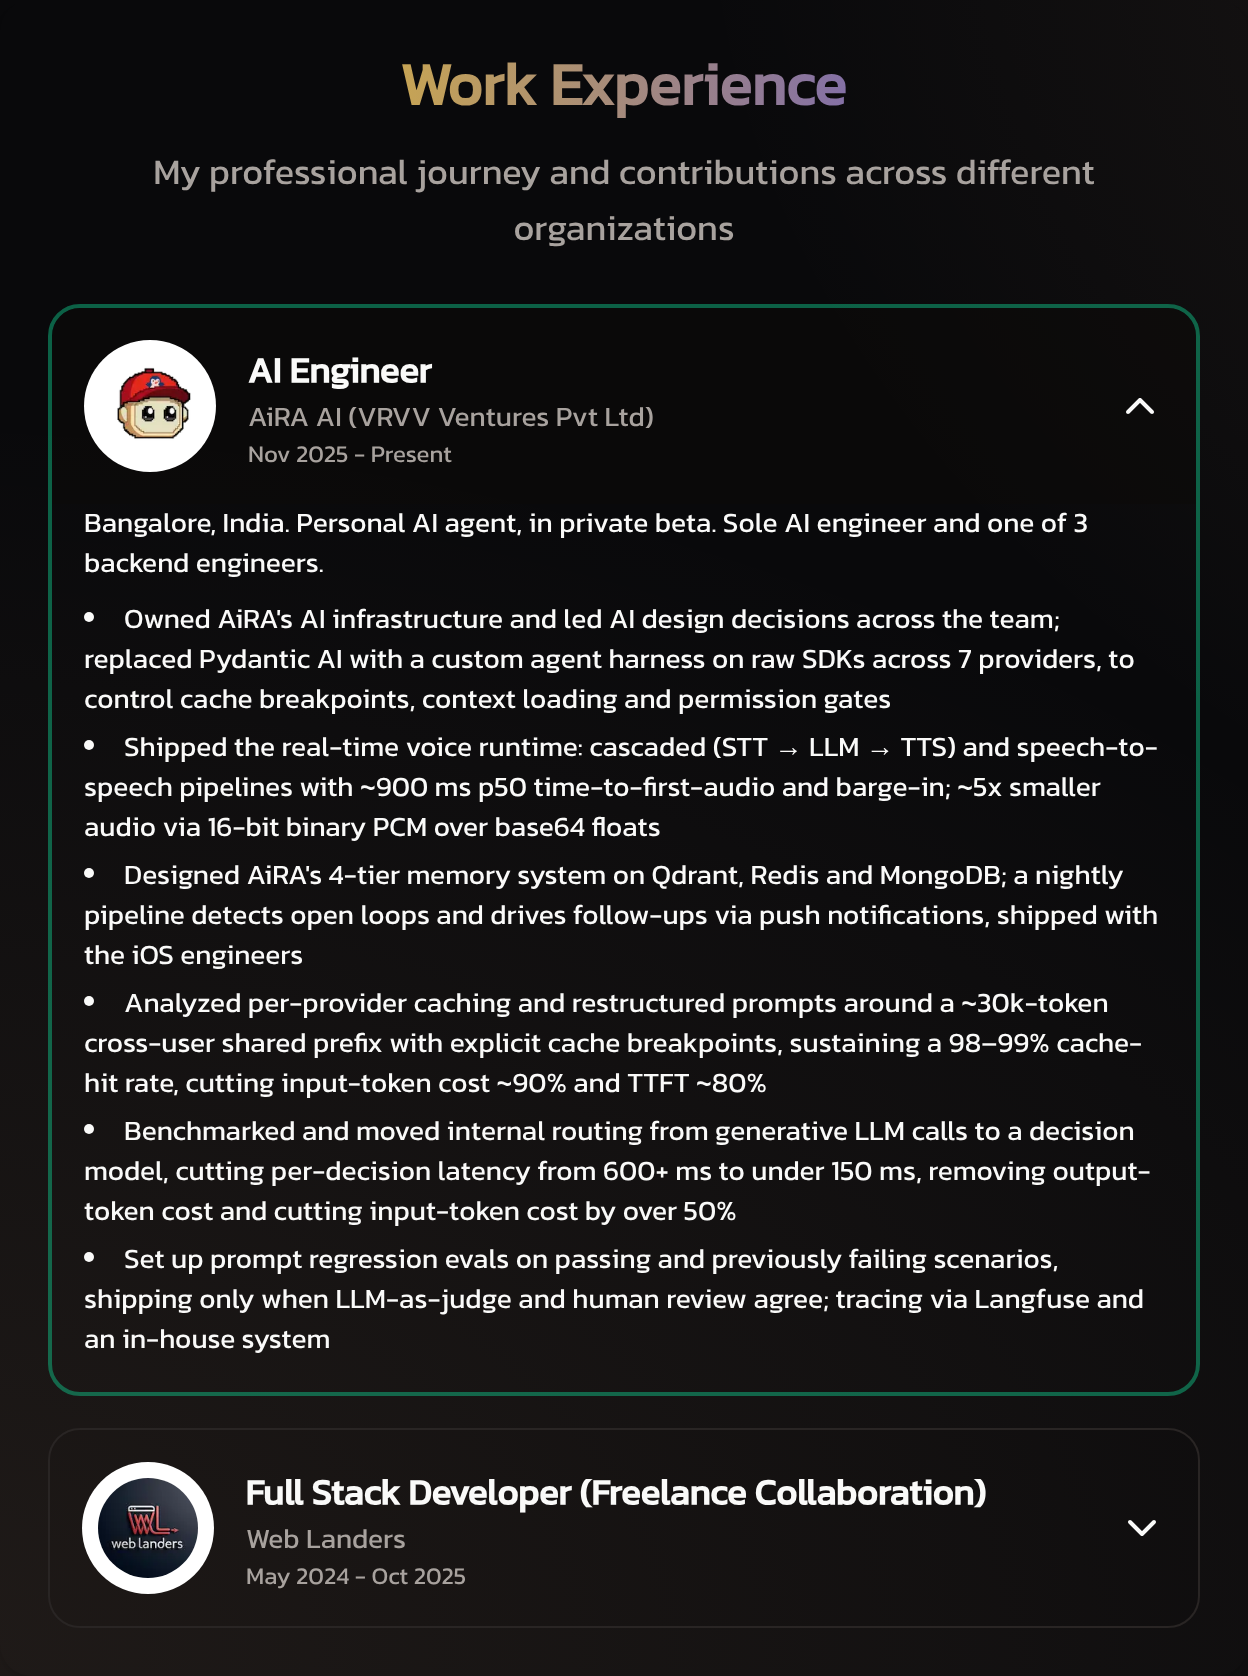 Work Experience
My professional journey and contributions across different
organizations
AI Engineer
AiRA AI (VRVV Ventures Pvt Ltd)
Nov 2025 - Present
Bangalore, India. Personal AI agent, in private beta. Sole AI engineer and one of 3
backend engineers.
• Owned AiRA's AI infrastructure and led AI design decisions across the team;
replaced Pydantic AI with a custom agent harness on raw SDKs across 7 providers, to
control cache breakpoints, context loading and permission gates
• Shipped the real-time voice runtime: cascaded (STT → LLM → TTS) and speech-to-
speech pipelines with ~900 ms p50 time-to-first-audio and barge-in; ~5x smaller
audio via 16-bit binary PCM over base64 floats
• Designed AiRA's 4-tier memory system on Qdrant, Redis and MongoDB; a nightly
pipeline detects open loops and drives follow-ups via push notifications, shipped with
the iOS engineers
• Analyzed per-provider caching and restructured prompts around a ~30k-token
cross-user shared prefix with explicit cache breakpoints, sustaining a 98–99% cache-
hit rate, cutting input-token cost ~90% and TTFT ~80%
• Benchmarked and moved internal routing from generative LLM calls to a decision
model, cutting per-decision latency from 600+ ms to under 150 ms, removing output-
token cost and cutting input-token cost by over 50%
• Set up prompt regression evals on passing and previously failing scenarios,
shipping only when LLM-as-judge and human review agree; tracing via Langfuse and
an in-house system
Full Stack Developer (Freelance Collaboration)
web landers
Web Landers
May 2024 - Oct 2025